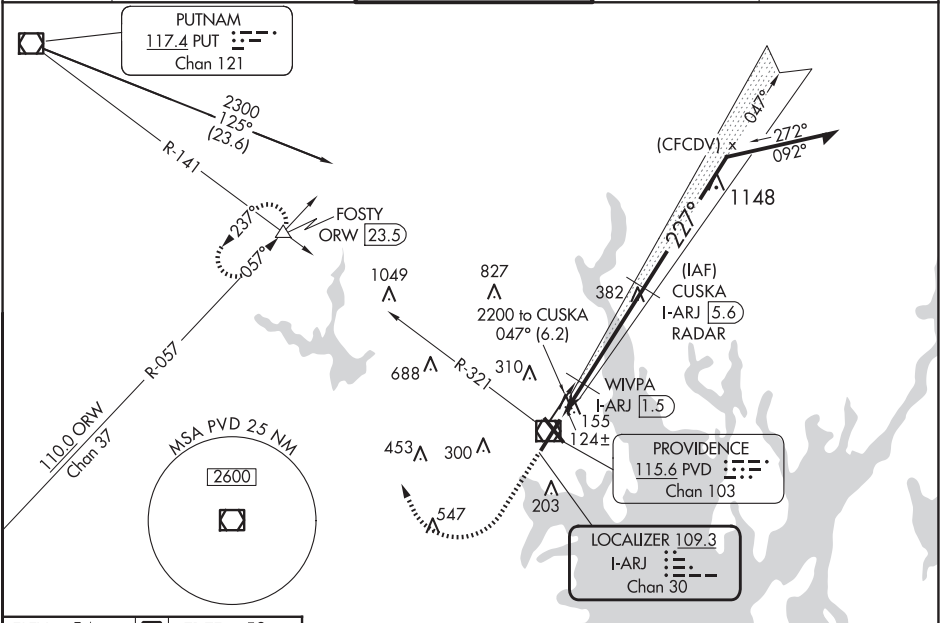 PUTNAM
117.4 PUT
Chan 121
2300
125°
(23.6)
R-141
047°
(CFCDV) x
272°
092°
1148
227°
237°
057°
FOSTY
ORW 23.5
1049
827
382
(IAF)
CUSKA
I-ARJ 5.6
RADAR
2200 to CUSKA
047° (6.2)
R-321
688
310
WIVPA
I-ARJ 1.5
R-057
110.0 ORW
Chan 37
155
124±
453
300
PROVIDENCE
115.6 PVD
Chan 103
MSA PVD 25 NM
2600
203
547
LOCALIZER 109.3
I-ARJ
Chan 30